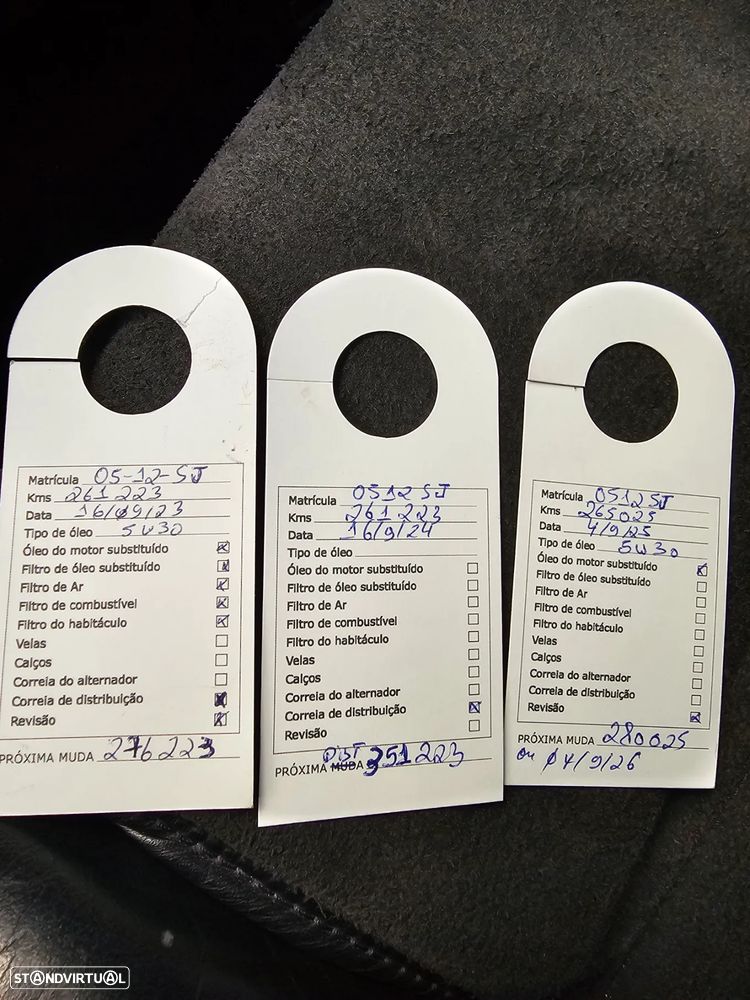 Matrícula 05-12-SJ
Kms 261 223
Data 16/09/23
Tipo de óleo 5W30
Óleo do motor substituído
Filtro de óleo substituído
Filtro de Ar
Filtro de combustível
Filtro do habitáculo
Velas
Calços
Correia do alternador
Correia de distribuição
Revisão
PRÓXIMA MUDA 276223
Matrícula 0512SJ
Kms 261 223
Data 16/9/24
Tipo de óleo
Óleo do motor substituído
Filtro de óleo substituído
Filtro de Ar
Filtro de combustível
Filtro do habitáculo
Velas
Calços
Correia do alternador
Correia de distribuição
Revisão
PRÓXIMA MUDA 351223
Matrícula 0512SJ
Kms 265025
Data 4/9/25
Tipo de óleo 5W30
Óleo do motor substituído
Filtro de óleo substituído
Filtro de Ar
Filtro de combustível
Filtro do habitáculo
Velas
Calços
Correia do alternador
Correia de distribuição
Revisão
PRÓXIMA MUDA 280025
ou 04/9/26
STANDVIRTUAL